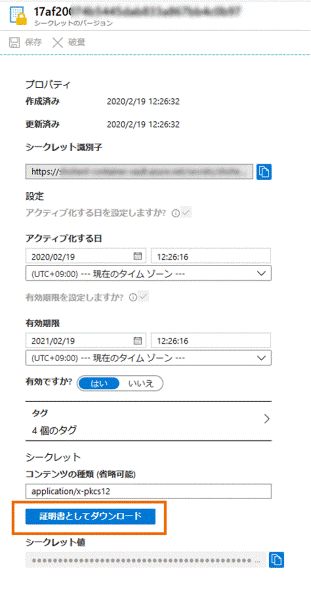 17af20
シークレットのバージョン
保存 破棄
プロパティ
作成済み 2020/2/19 12:26:32
更新済み 2020/2/19 12:26:32
シークレット識別子
https:/
設定
アクティブ化する日を設定しますか?
アクティブ化する日
2020/02/19 12:26:16
(UTC+09:00) --- 現在のタイム ゾーン ---
有効期限を設定しますか?
有効期限
2021/02/19 12:26:16
(UTC+09:00) --- 現在のタイム ゾーン ---
有効ですか? はい いいえ
タグ
4 個のタグ
シークレット
コンテンツの種類 (省略可能)
application/x-pkcs12
証明書としてダウンロード
シークレット値